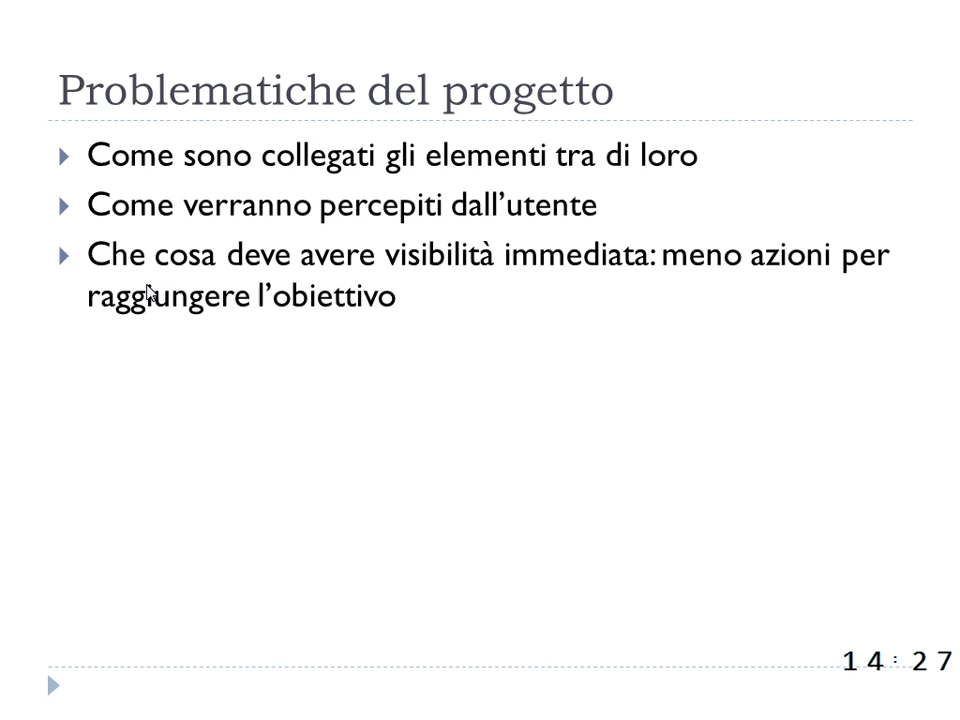 Problematiche del progetto
Come sono collegati gli elementi tra di loro
Come verranno percepiti dall’utente
Che cosa deve avere visibilità immediata: meno azioni per
raggiungere l’obiettivo
14:27